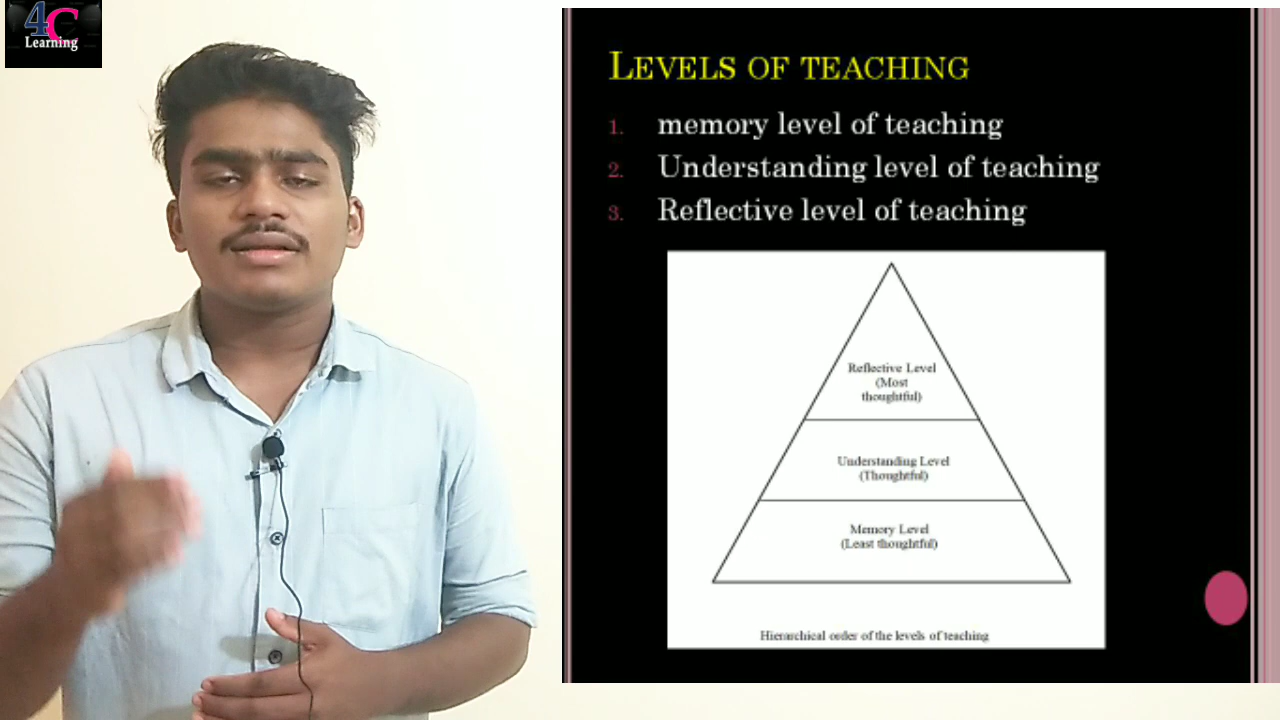 4C
Learning
LEVELS OF TEACHING
1. memory level of teaching
2. Understanding level of teaching
3. Reflective level of teaching
Reflective Level
(Most
thoughtful)
Understanding Level
(Thoughtful)
Memory Level
(Least thoughtful)
Hierarchical order of the levels of teaching